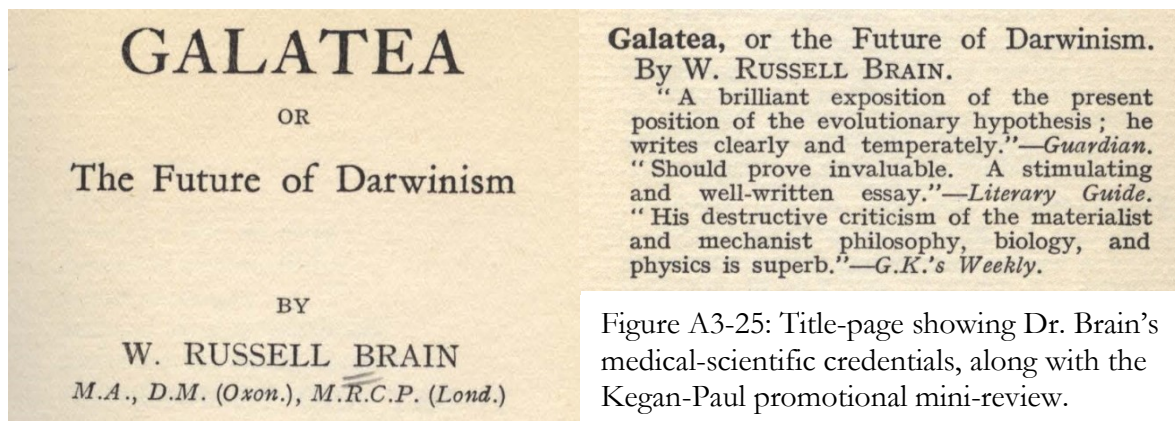 GALATEA
OR
The Future of Darwinism
BY
W. RUSSELL BRAIN
M.A., D.M. (Oxon.), M.R.C.P. (Lond.)
Galatea, or the Future of Darwinism.
By W. RUSSELL BRAIN.
“ A brilliant exposition of the present
position of the evolutionary hypothesis ; he
writes clearly and temperately.”—Guardian.
“ Should prove invaluable. A stimulating
and well-written essay.”—Literary Guide.
“ His destructive criticism of the materialist
and mechanist philosophy, biology, and
physics is superb.”—G.K.'s Weekly.
Figure A3-25: Title-page showing Dr. Brain’s
medical-scientific credentials, along with the
Kegan-Paul promotional mini-review.